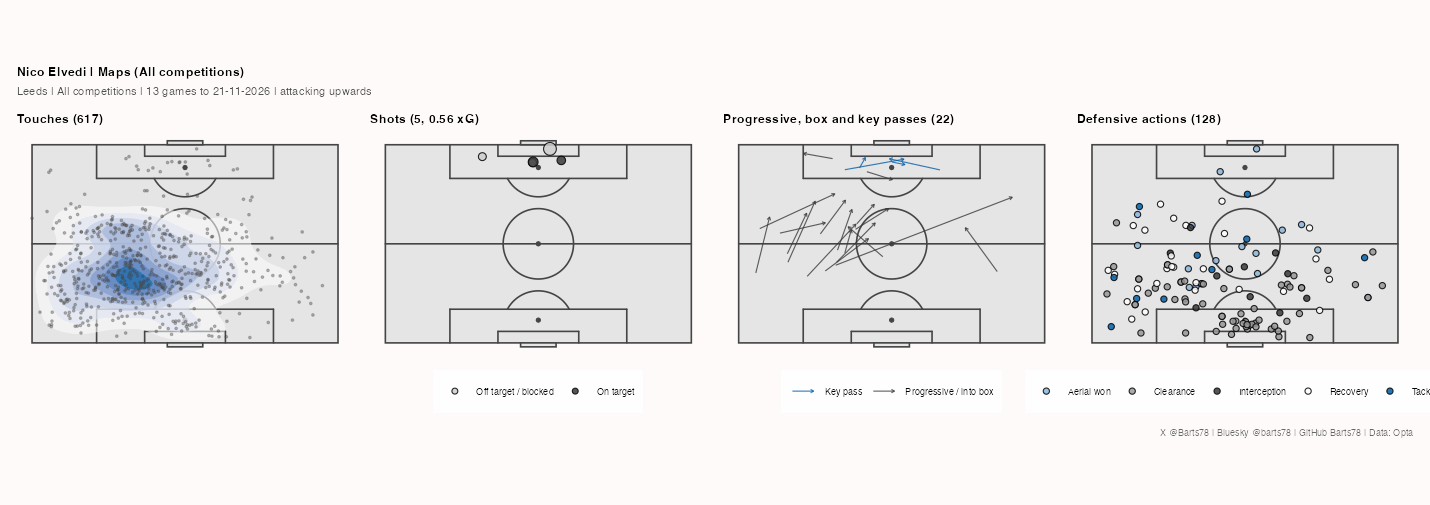 Nico Elvedi | Maps (All competitions)
Leeds | All competitions | 13 games to 21-11-2026 | attacking upwards
Touches (617)
Shots (5, 0.56 xG)
Progressive, box and key passes (22)
Defensive actions (128)
Off target / blocked
On target
Key pass
Progressive / into box
Aerial won
Clearance
Interception
Recovery
Tack
X @Barts78 | Bluesky @barts78 | GitHub Barts78 | Data: Opta